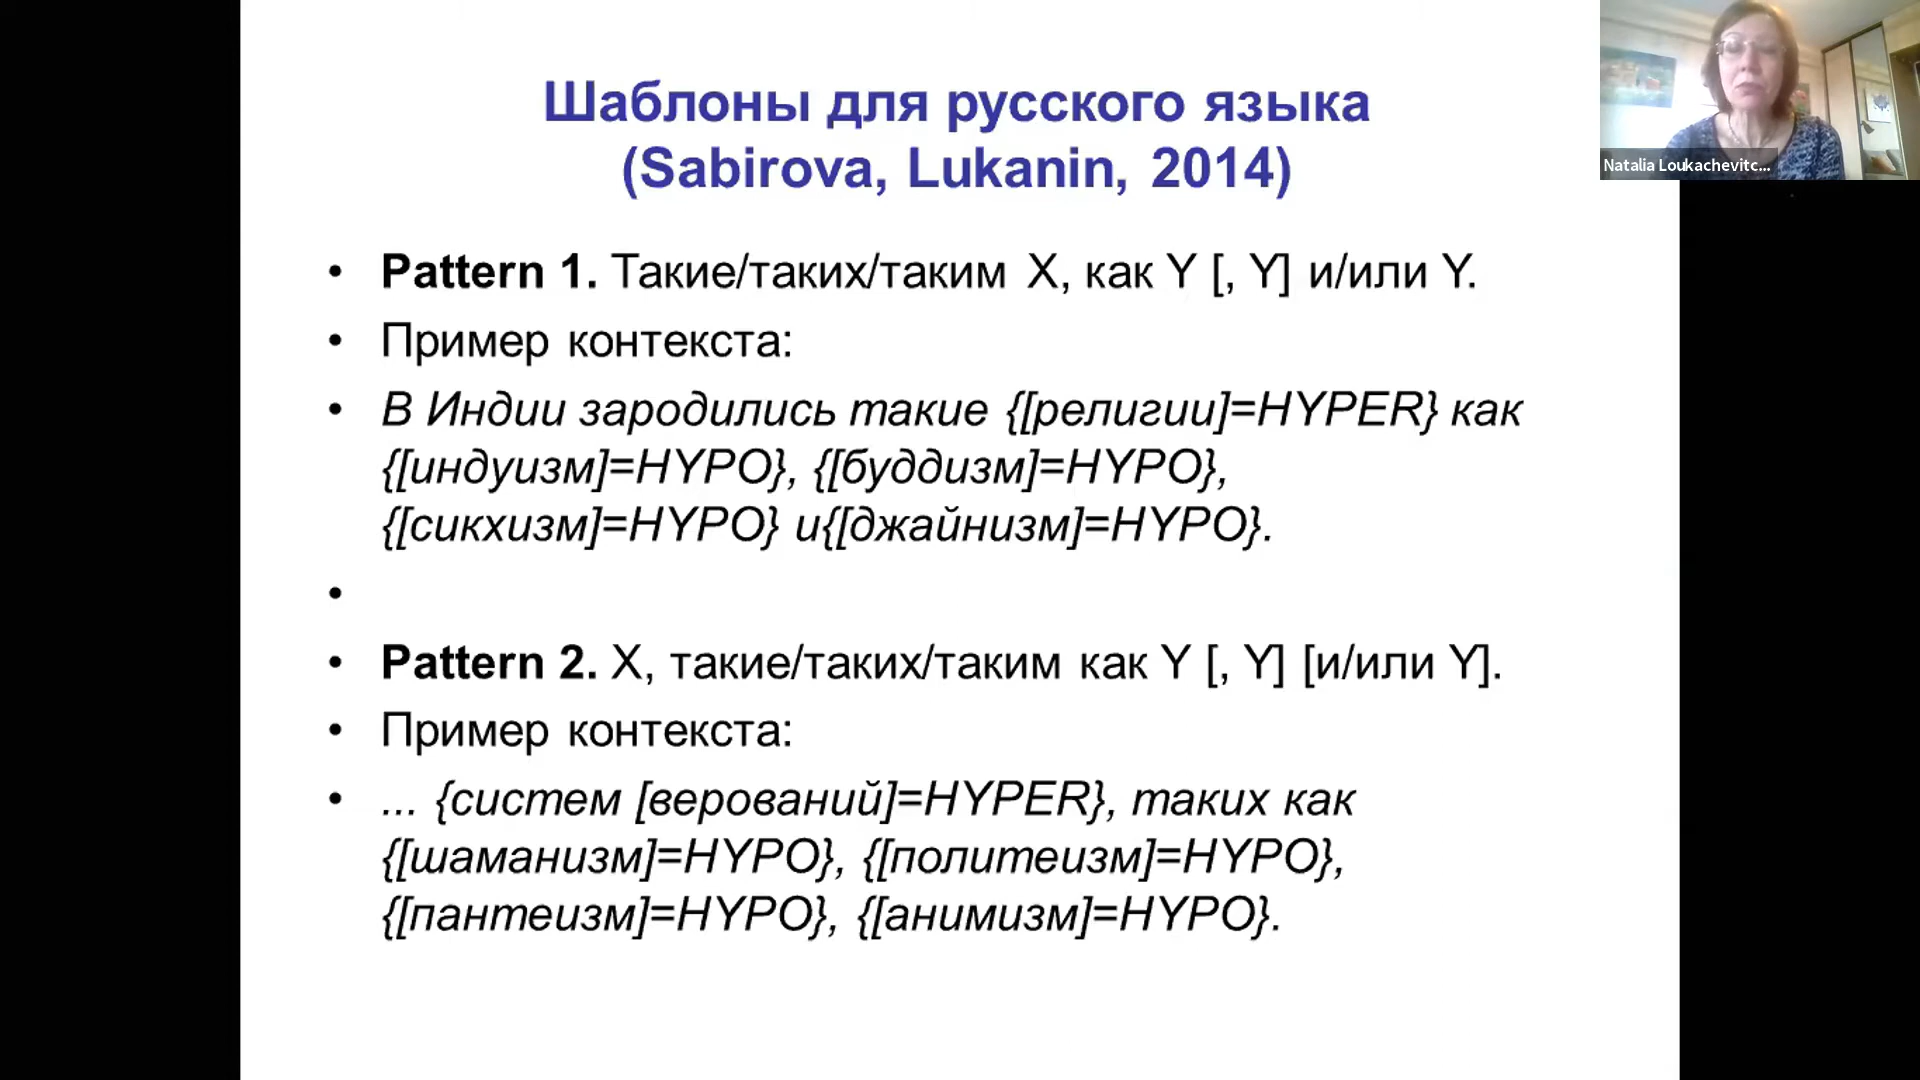 Шаблоны для русского языка
(Sabirova, Lukanin, 2014)
Natalia Loukachevitc...
• Pattern 1. Такие/таких/таким X, как Y [, Y] и/или Y.
• Пример контекста:
• В Индии зародились такие {[религии]=HYPER} как
{[индуизм]=HYPO}, {[буддизм]=HYPO},
{[сикхизм]=HYPO} и{[джайнизм]=HYPO}.
•
• Pattern 2. X, такие/таких/таким как Y [, Y] [и/или Y].
• Пример контекста:
• ... {систем [верований]=HYPER}, таких как
{[шаманизм]=HYPO}, {[политеизм]=HYPO},
{[пантеизм]=HYPO}, {[анимизм]=HYPO}.